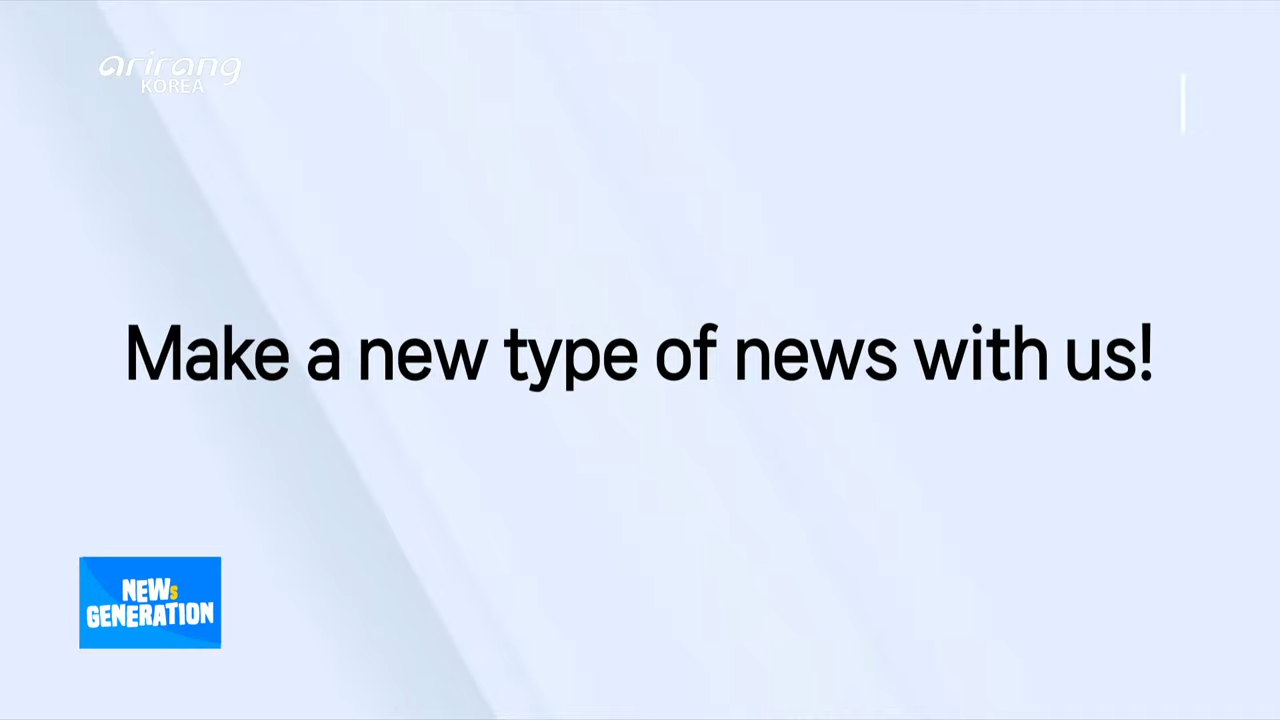 arirang
KOREA
Make a new type of news with us!
NEWs
GENERATION